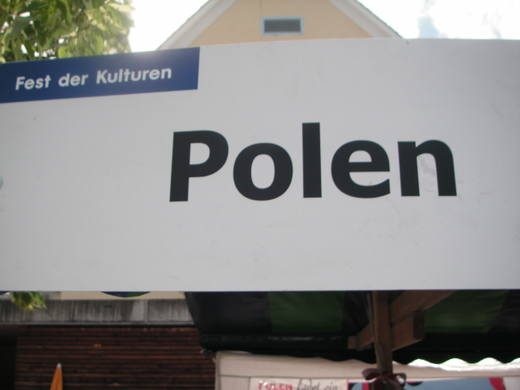 Fest der Kulturen
Polen